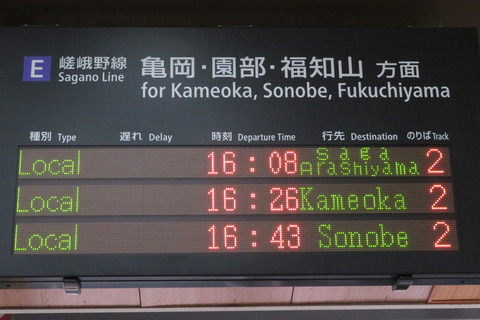 E 嵯峨野線 亀岡・園部・福知山 方面
Sagano Line for Kameoka, Sonobe, Fukuchiyama
種別 Type 遅れ Delay 時刻 Departure Time 行先 Destination のりば Track
Local 16:08 Saga Arashiyama 2
Local 16:26 Kameoka 2
Local 16:43 Sonobe 2